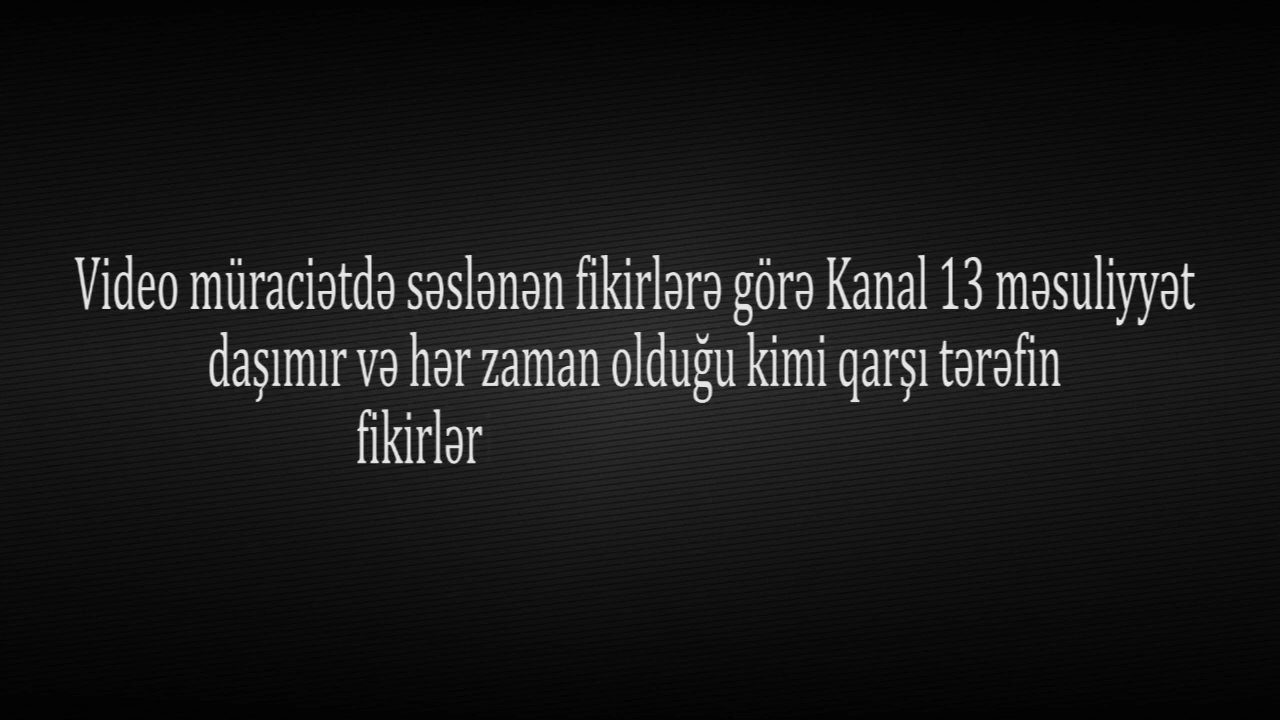 Video müraciətdə səslənən fikirlərə görə Kanal 13 məsuliyyət
daşımır və hər zaman olduğu kimi qarşı tərəfin
fikirlər